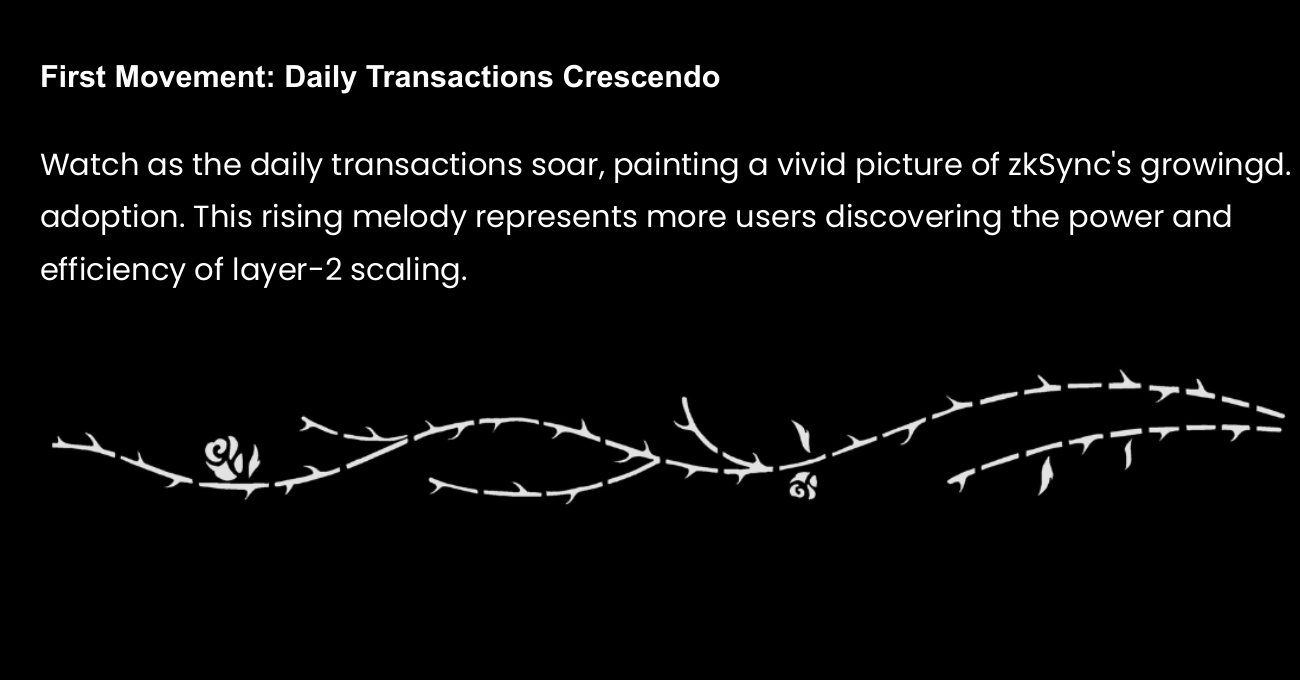 First Movement: Daily Transactions Crescendo
Watch as the daily transactions soar, painting a vivid picture of zkSync's growingd.
adoption. This rising melody represents more users discovering the power and
efficiency of layer-2 scaling.